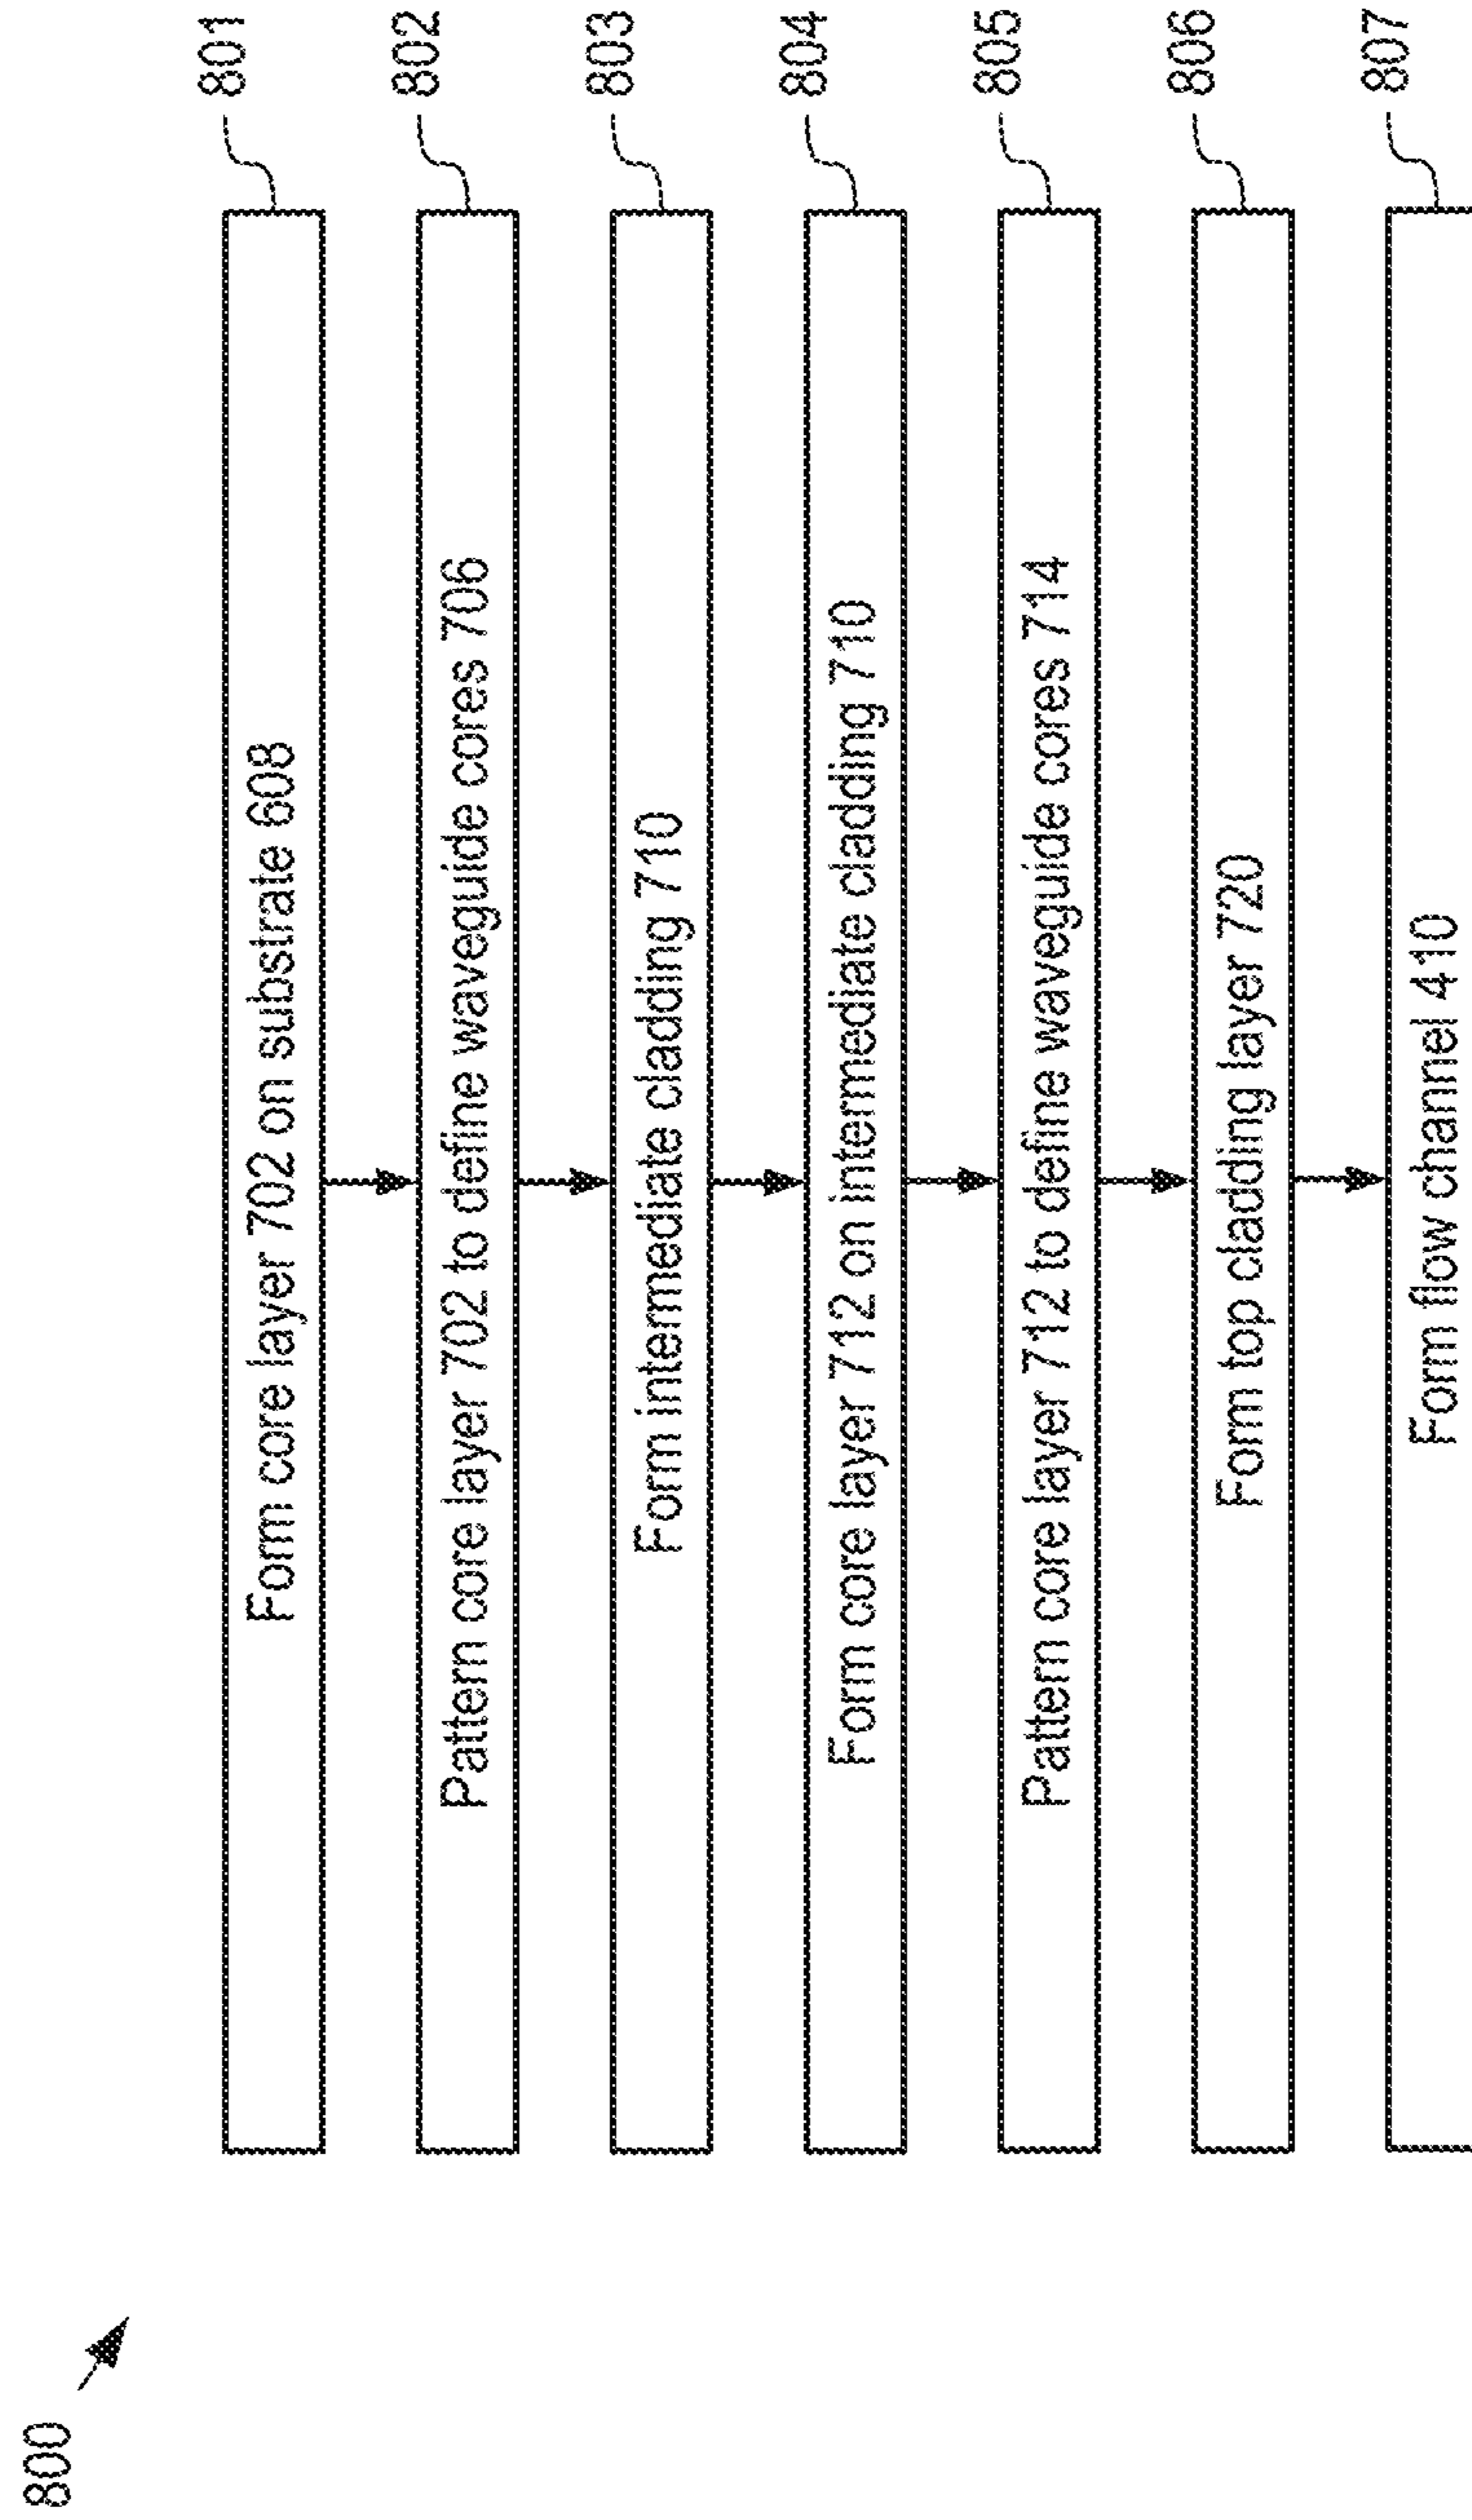 800
801
Form core layer 702 on substrate 608
802
Pattern core layer 702 to define waveguide cores 706
803
Form intermediate cladding 710
804
Form core layer 712 on intermediate cladding 710
805
Pattern core layer 712 to define waveguide cores 714
806
Form top cladding layer 720
807
Form flow channel 410